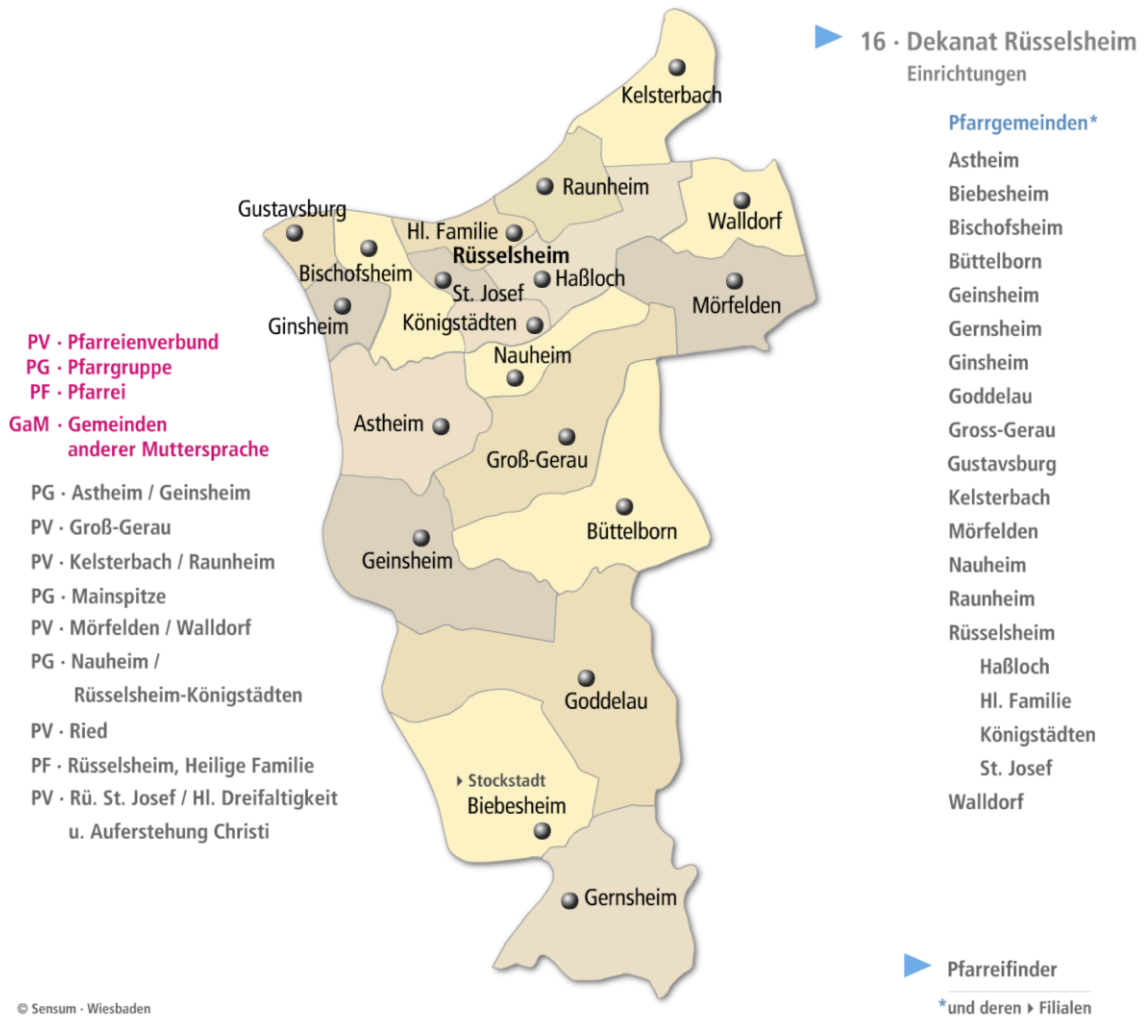 16 · Dekanat Rüsselsheim
Einrichtungen
Pfarrgemeinden*
Astheim
Biebesheim
Bischofsheim
Büttelborn
Geinsheim
Gernsheim
Ginsheim
Goddelau
Gross-Gerau
Gustavsburg
Kelsterbach
Mörfelden
Nauheim
Raunheim
Rüsselsheim
Haßloch
Hl. Familie
Königstädten
St. Josef
Walldorf
Kelsterbach
Raunheim
Walldorf
Gustavsburg
Hl. Familie
Rüsselsheim
Bischofsheim
Haßloch
St. Josef
Mörfelden
Ginsheim
Königstädten
Nauheim
Astheim
Groß-Gerau
Büttelborn
Geinsheim
Goddelau
Stockstadt
Biebesheim
Gernsheim
PV · Pfarreienverbund
PG · Pfarrgruppe
PF · Pfarrei
GaM · Gemeinden
anderer Muttersprache
PG · Astheim / Geinsheim
PV · Groß-Gerau
PV · Kelsterbach / Raunheim
PG · Mainspitze
PV · Mörfelden / Walldorf
PG · Nauheim /
Rüsselsheim-Königstädten
PV · Ried
PF · Rüsselsheim, Heilige Familie
PV · Rü. St. Josef / Hl. Dreifaltigkeit
u. Auferstehung Christi
Pfarreifinder
*und deren ▸ Filialen
© Sensum · Wiesbaden